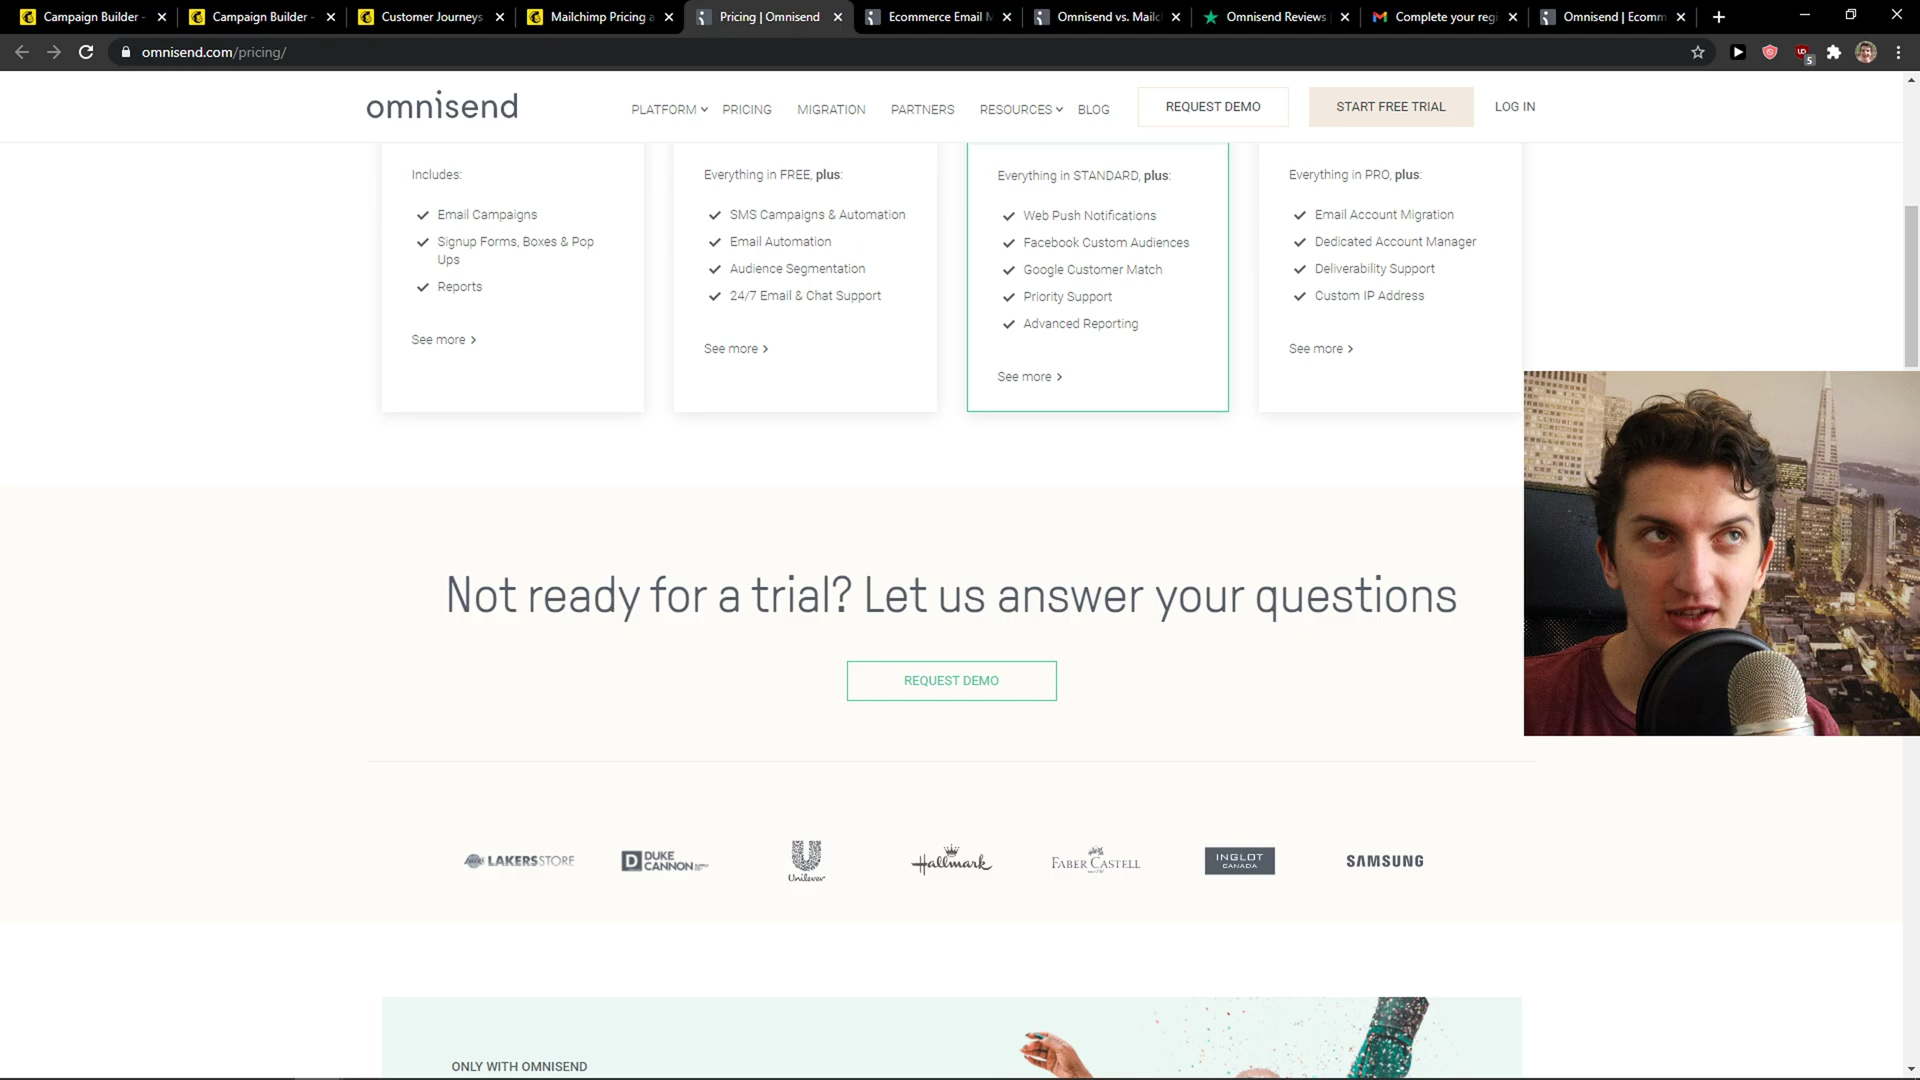 Campaign Builder -
Campaign Builder -
Customer Journeys
Mailchimp Pricing a
Pricing | Omnisend
Ecommerce Email M
Omnisend vs. Mailc
Omnisend Reviews
Complete your regi
Omnisend | Ecomm
omnisend.com/pricing/
5
omnisend
PLATFORM
PRICING
MIGRATION
PARTNERS
RESOURCES
BLOG
REQUEST DEMO
START FREE TRIAL
LOG IN
Includes:
Email Campaigns
Signup Forms, Boxes & Pop
Ups
Reports
See more
Everything in FREE, plus:
SMS Campaigns & Automation
Email Automation
Audience Segmentation
24/7 Email & Chat Support
See more
Everything in STANDARD, plus:
Web Push Notifications
Facebook Custom Audiences
Google Customer Match
Priority Support
Advanced Reporting
See more
Everything in PRO, plus:
Email Account Migration
Dedicated Account Manager
Deliverability Support
Custom IP Address
See more
Not ready for a trial? Let us answer your questions
REQUEST DEMO
LAKERS STORE
DUKE
CANNON
Unilever
Hallmark
FABER CASTELL
INGLOT
CANADA
SAMSUNG
ONLY WITH OMNISEND